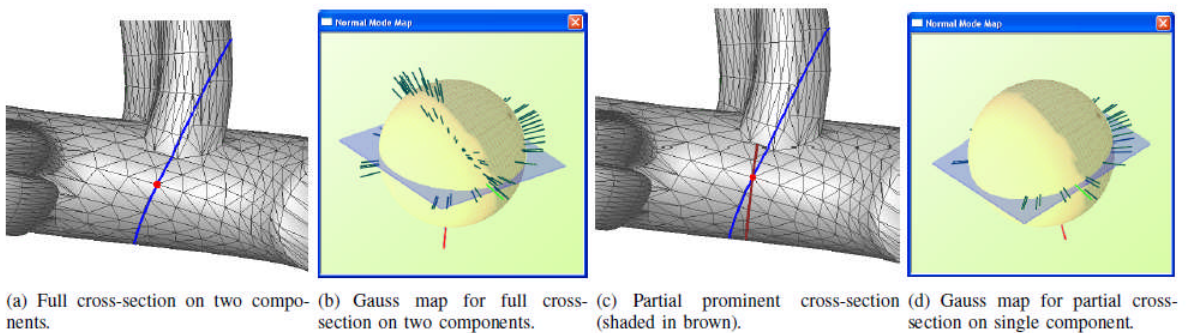 Normal Mode Map
Normal Mode Map
(a) Full cross-section on two compo-
nents.
(b) Gauss map for full cross-
section on two components.
(c) Partial prominent cross-section
(shaded in brown).
(d) Gauss map for partial cross-
section on single component.